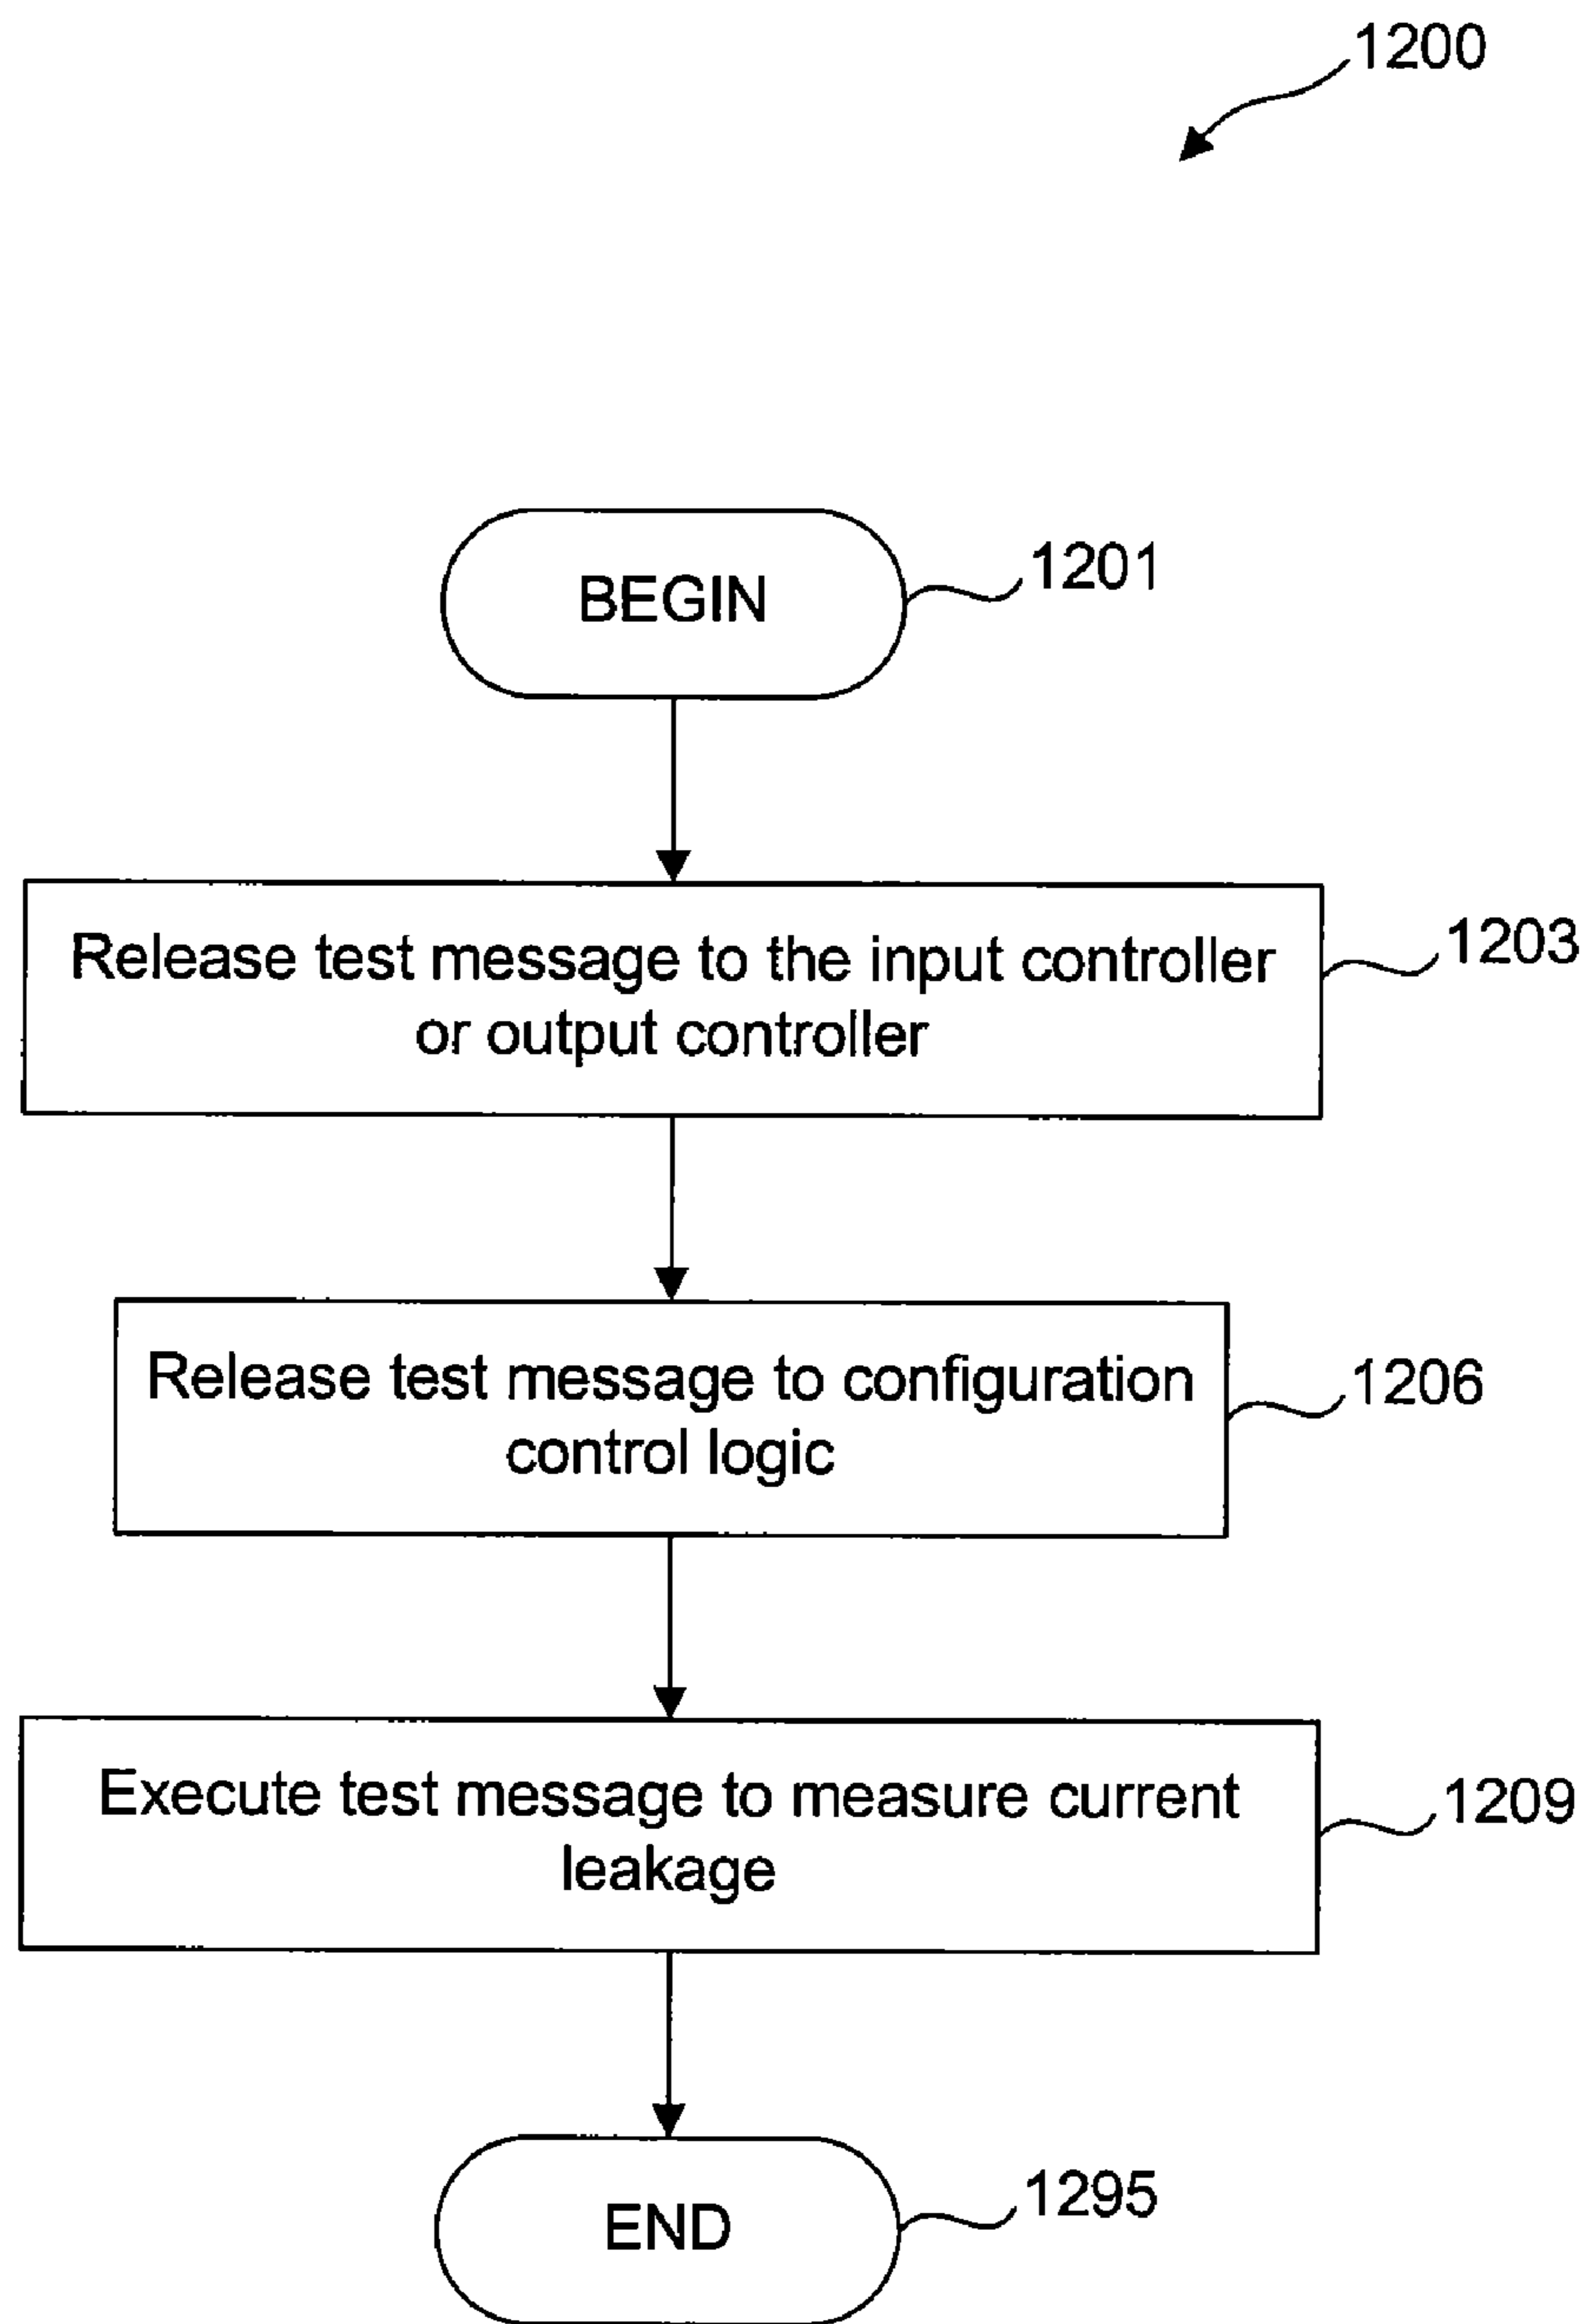 1200
BEGIN
1201
Release test message to the input controller
or output controller
1203
Release test message to configuration
control logic
1206
Execute test message to measure current
leakage
1209
END
1295